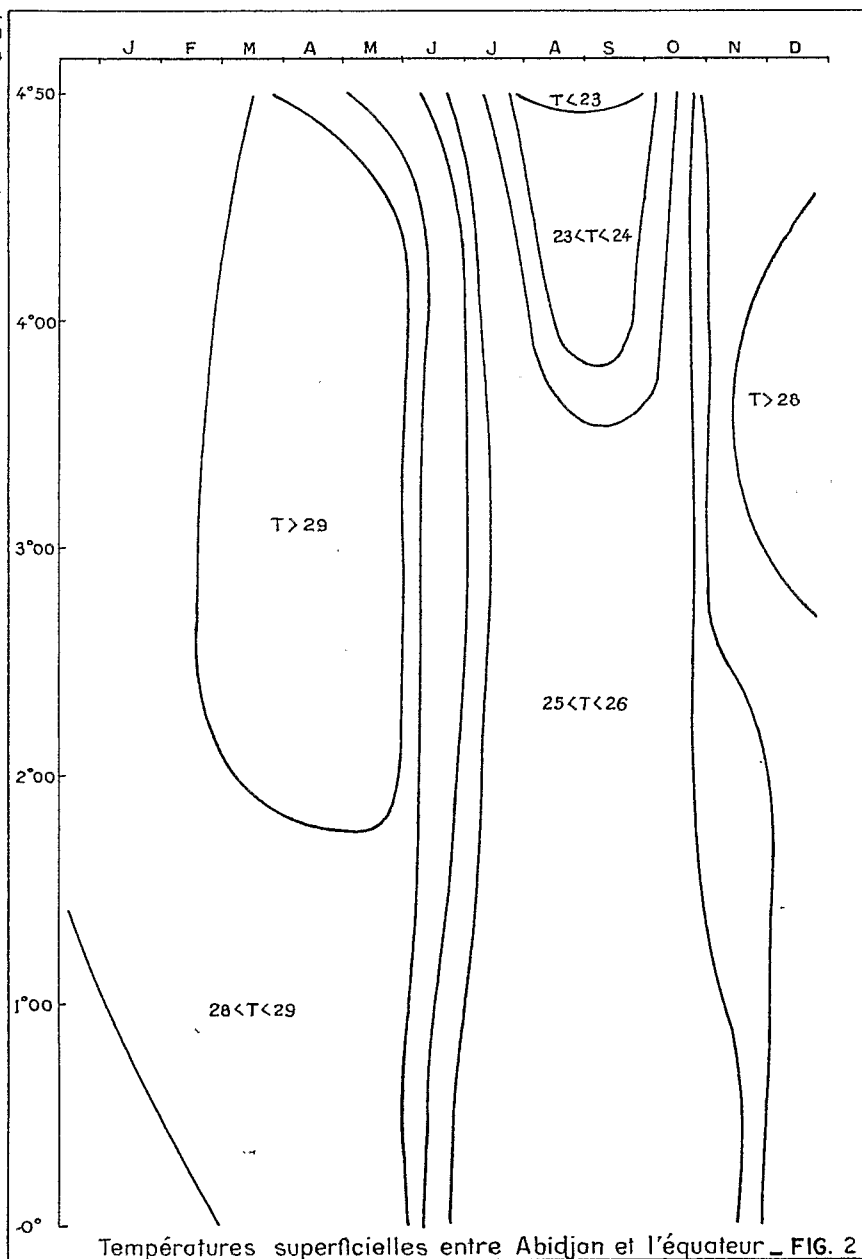 J F M A M J J A S O N D
4°50
T<23
23<T<24
4°00
T>28
T>29
3°00
25<T<26
2°00
1°00
28<T<29
-0°
Températures superficielles entre Abidjan et l'équateur _ FIG. 2